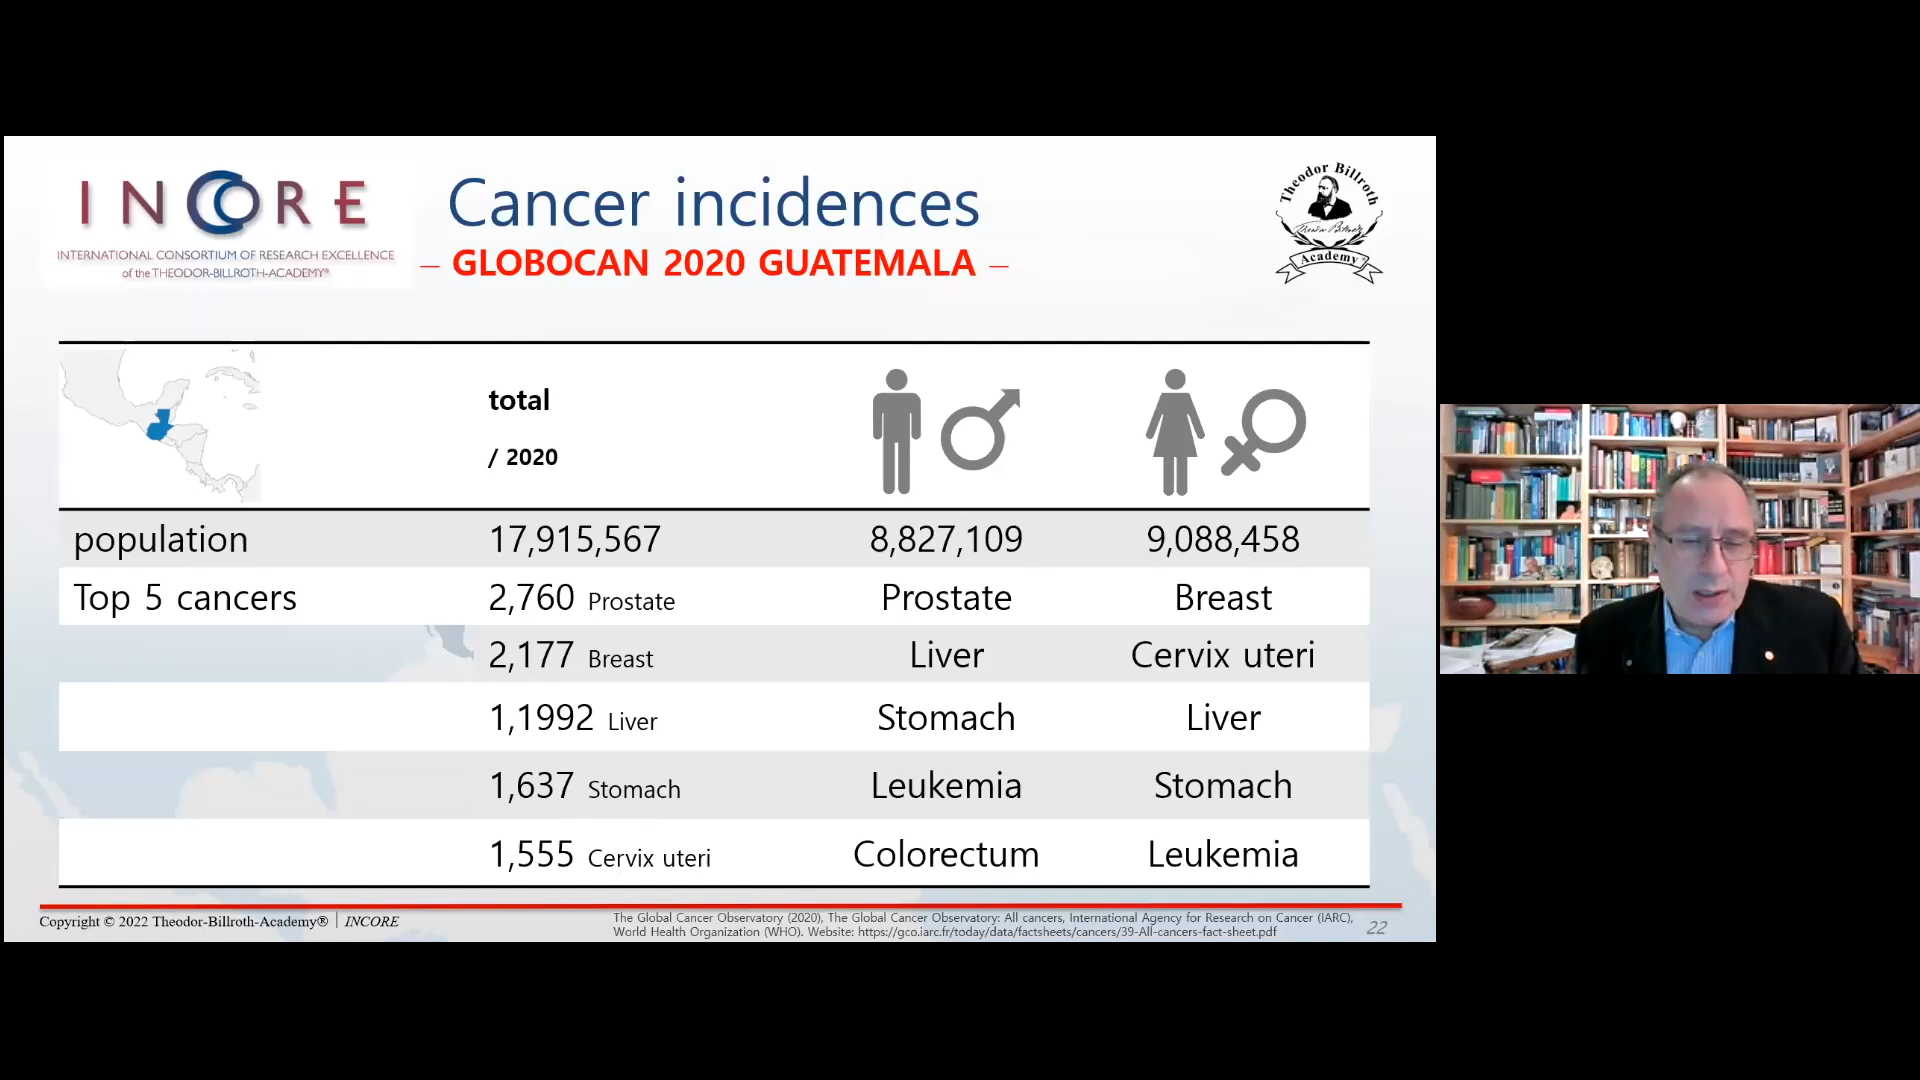 INCORE
INTERNATIONAL CONSORTIUM OF RESEARCH EXCELLENCE
of the THEODOR-BILLROTH-ACADEMY®
Cancer incidences
– GLOBOCAN 2020 GUATEMALA –
Theodor Billroth
Academy
total
/ 2020
population 17,915,567 8,827,109 9,088,458
Top 5 cancers 2,760 Prostate Prostate Breast
2,177 Breast Liver Cervix uteri
1,1992 Liver Stomach Liver
1,637 Stomach Leukemia Stomach
1,555 Cervix uteri Colorectum Leukemia
Copyright © 2022 Theodor-Billroth-Academy® | INCORE
The Global Cancer Observatory (2020), The Global Cancer Observatory: All cancers, International Agency for Research on Cancer (IARC),
World Health Organization (WHO). Website: https://gco.iarc.fr/today/data/factsheets/cancers/39-All-cancers-fact-sheet.pdf
22